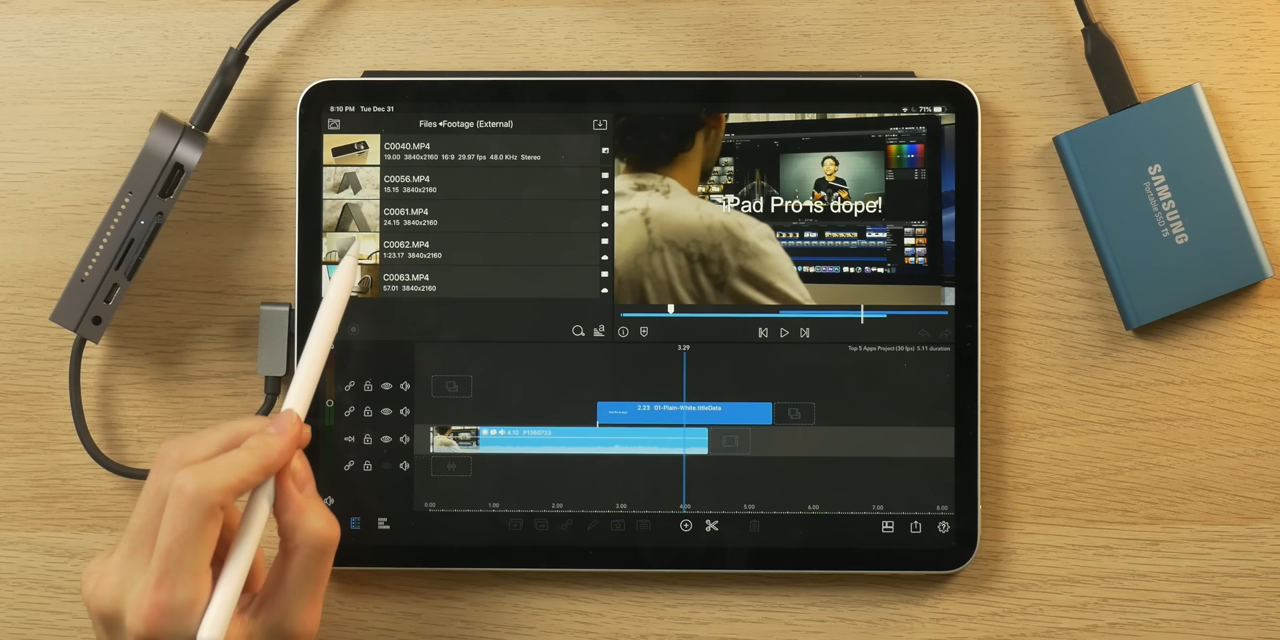 8:10 PM Tue Dec 31
71%
Files Footage (External)
C0040.MP4
19.00 3840x2160 16:9 29.97 fps 48.0 KHz Stereo
C0056.MP4
15.15 3840x2160
C0061.MP4
24.15 3840x2160
C0062.MP4
1:23.17 3840x2160
C0063.MP4
57.01 3840x2160
iPad Pro is dope!
3.29
Top 5 Apps Project (30 fps) 5.11 duration
2.23 01-Plain-White.titleData
4.10 P1360723
0.00 1.00 2.00 3.00 4.00 5.00 6.00 7.00 8.00
SAMSUNG
Portable SSD T5